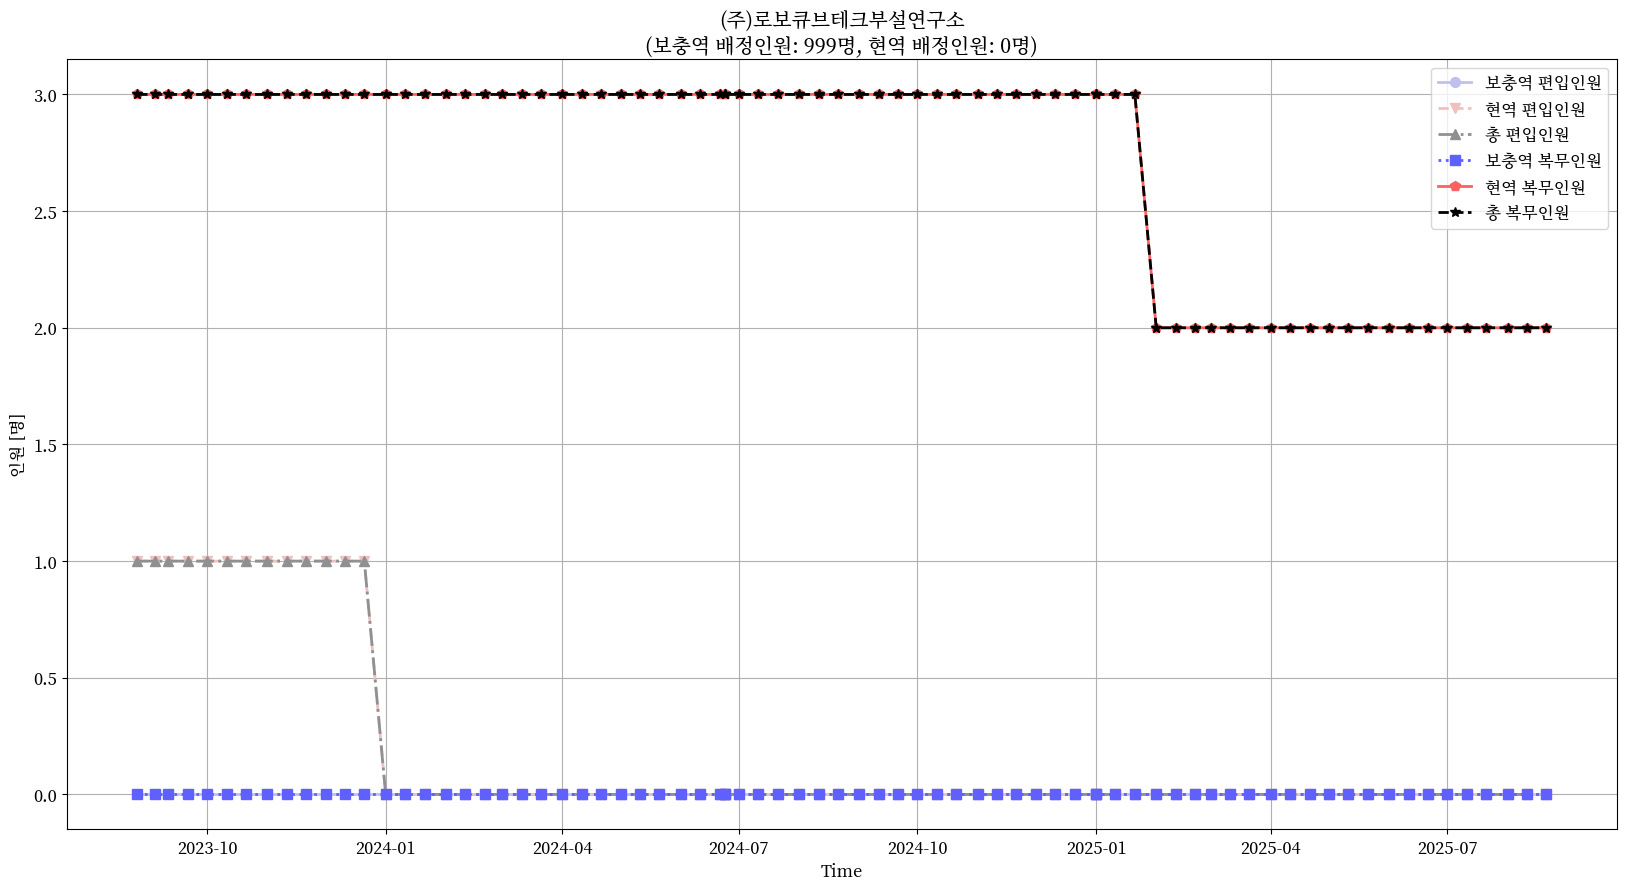 (주)로보큐브테크부설연구소
(보충역 배정인원: 999명, 현역 배정인원: 0명)
보충역 편입인원
현역 편입인원
총 편입인원
보충역 복무인원
현역 복무인원
총 복무인원
인원 [명]
3.0
2.5
2.0
1.5
1.0
0.5
0.0
2023-10
2024-01
2024-04
2024-07
2024-10
2025-01
2025-04
2025-07
Time